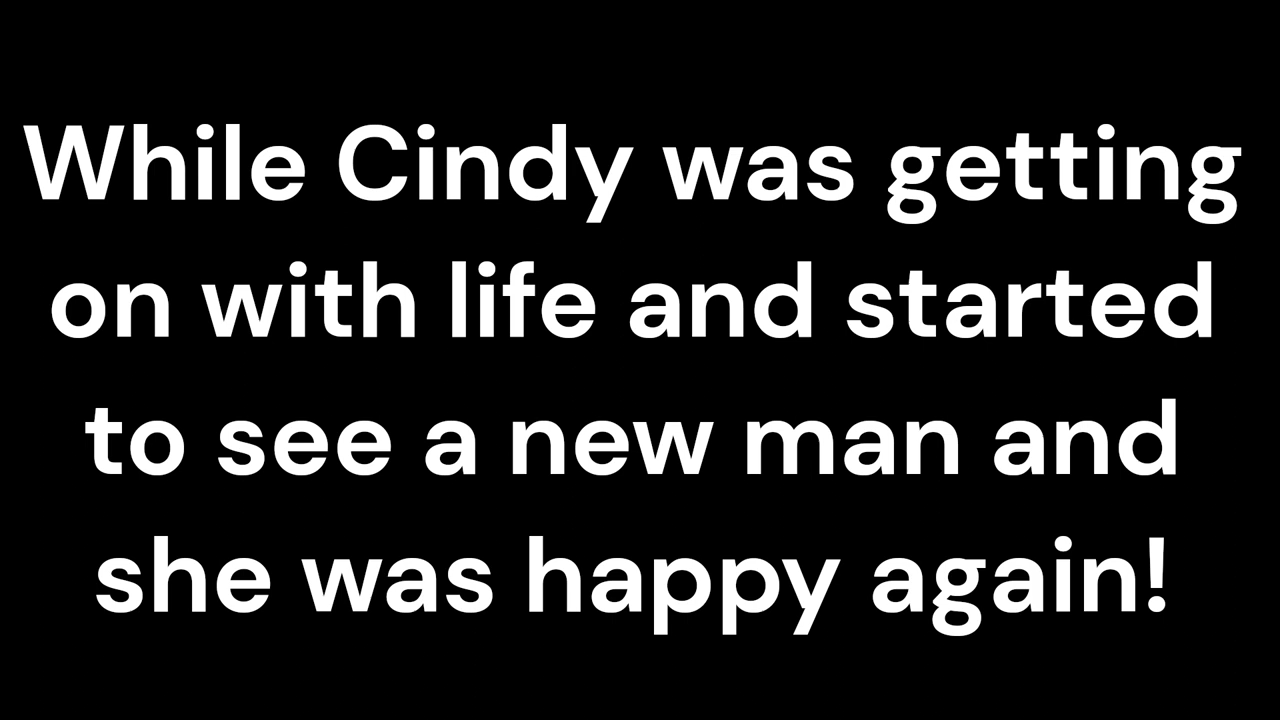 While Cindy was getting
on with life and started
to see a new man and
she was happy again!